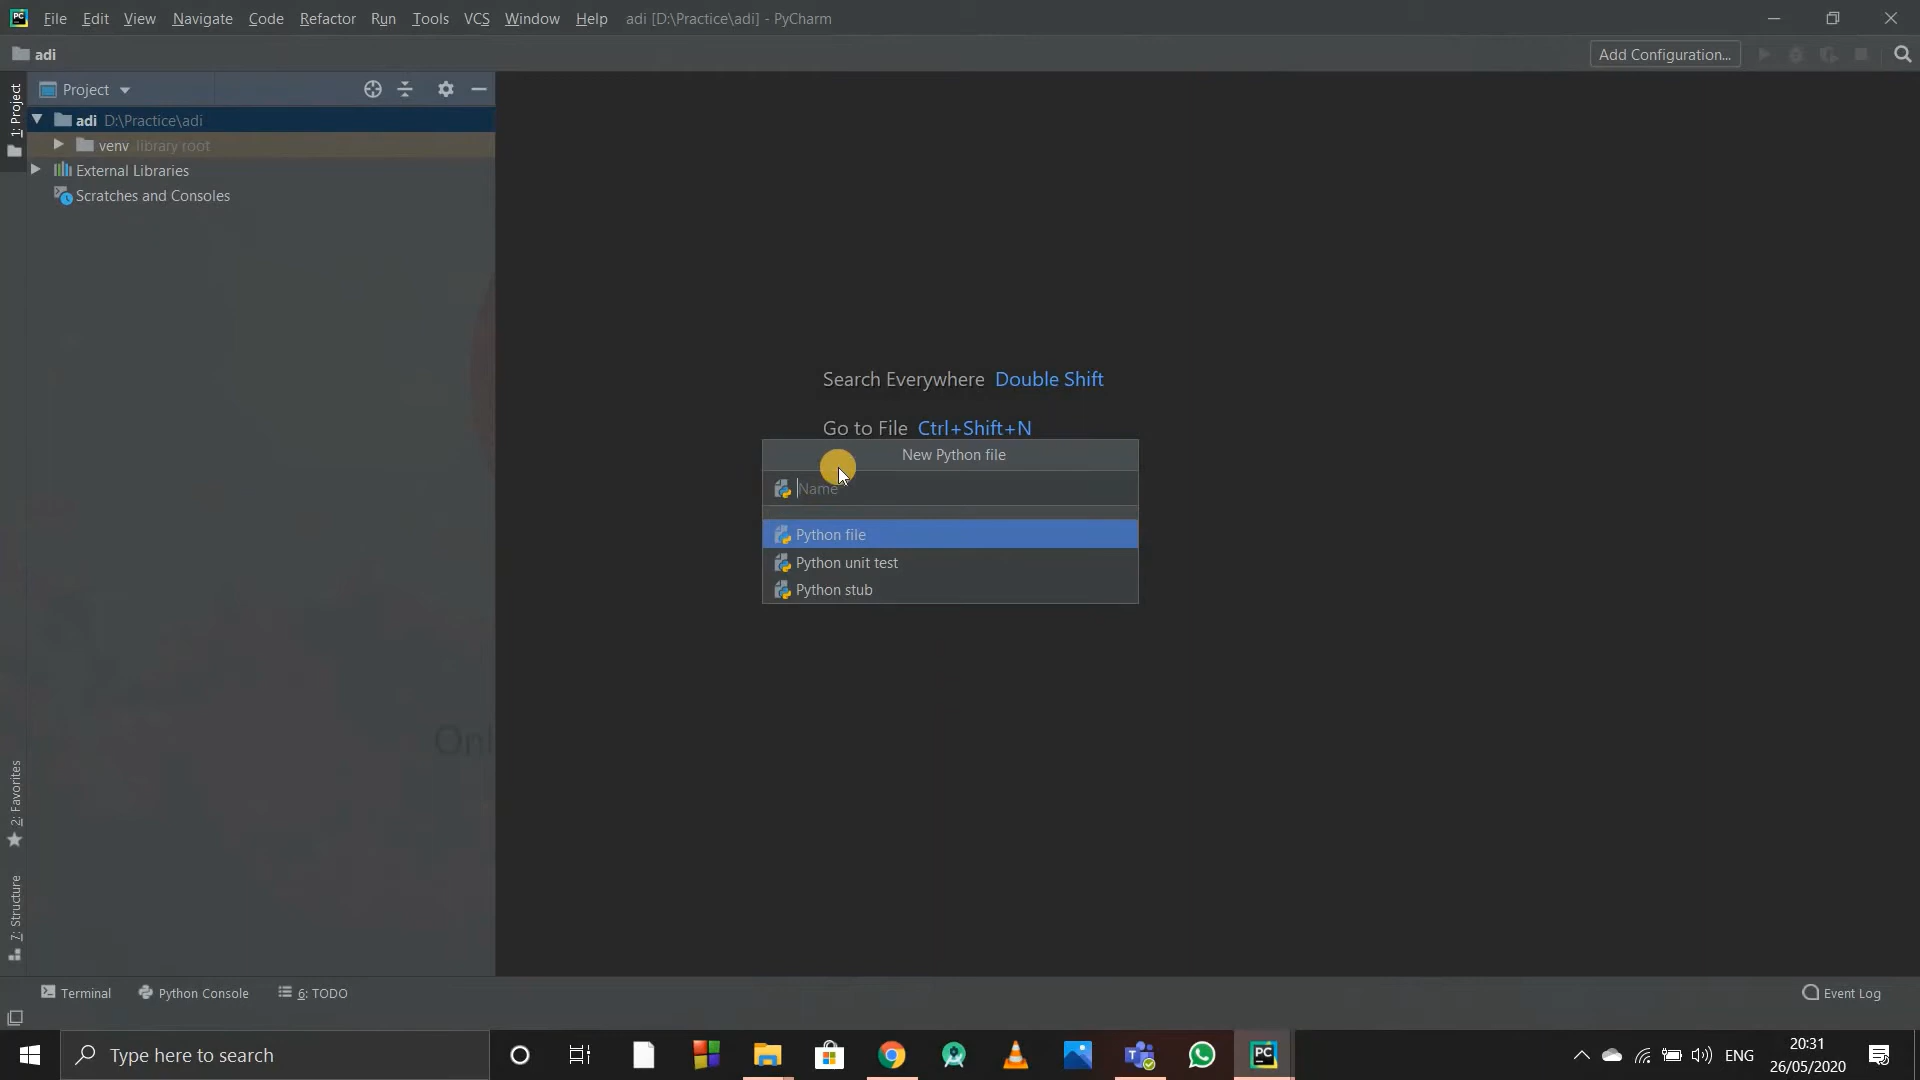 PC File Edit View Navigate Code Refactor Run Tools VCS Window Help adi [D:\Practice\adi] - PyCharm
adi Add Configuration...
1: Project
Project
adi D:\Practice\adi
venv library root
External Libraries
Scratches and Consoles
Search Everywhere Double Shift
Go to File Ctrl+Shift+N
New Python file
Name
Python file
Python unit test
Python stub
Onl
2: Favorites
7: Structure
Terminal Python Console 6: TODO Event Log
Type here to search PC ENG 20:31
26/05/2020